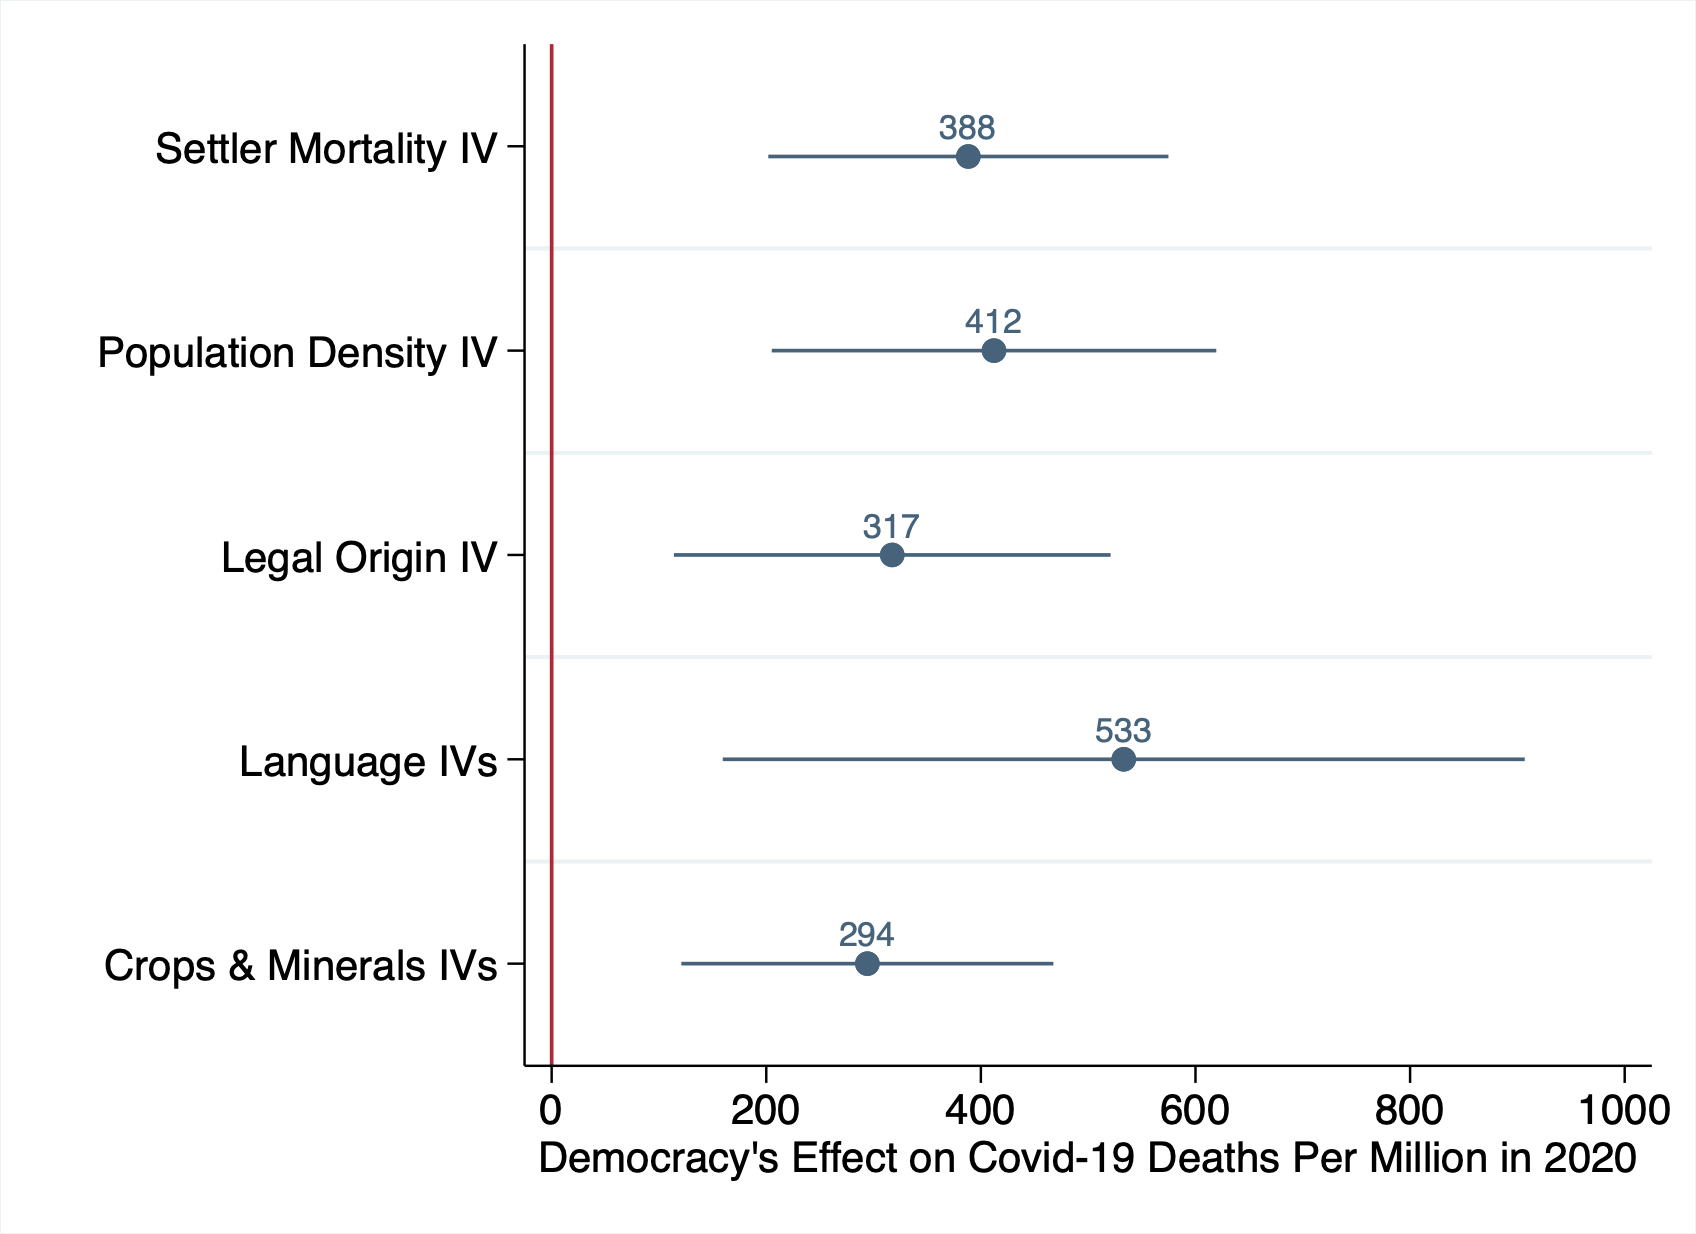 Settler Mortality IV
388
Population Density IV
412
Legal Origin IV
317
Language IVs
533
Crops & Minerals IVs
294
0 200 400 600 800 1000
Democracy's Effect on Covid-19 Deaths Per Million in 2020